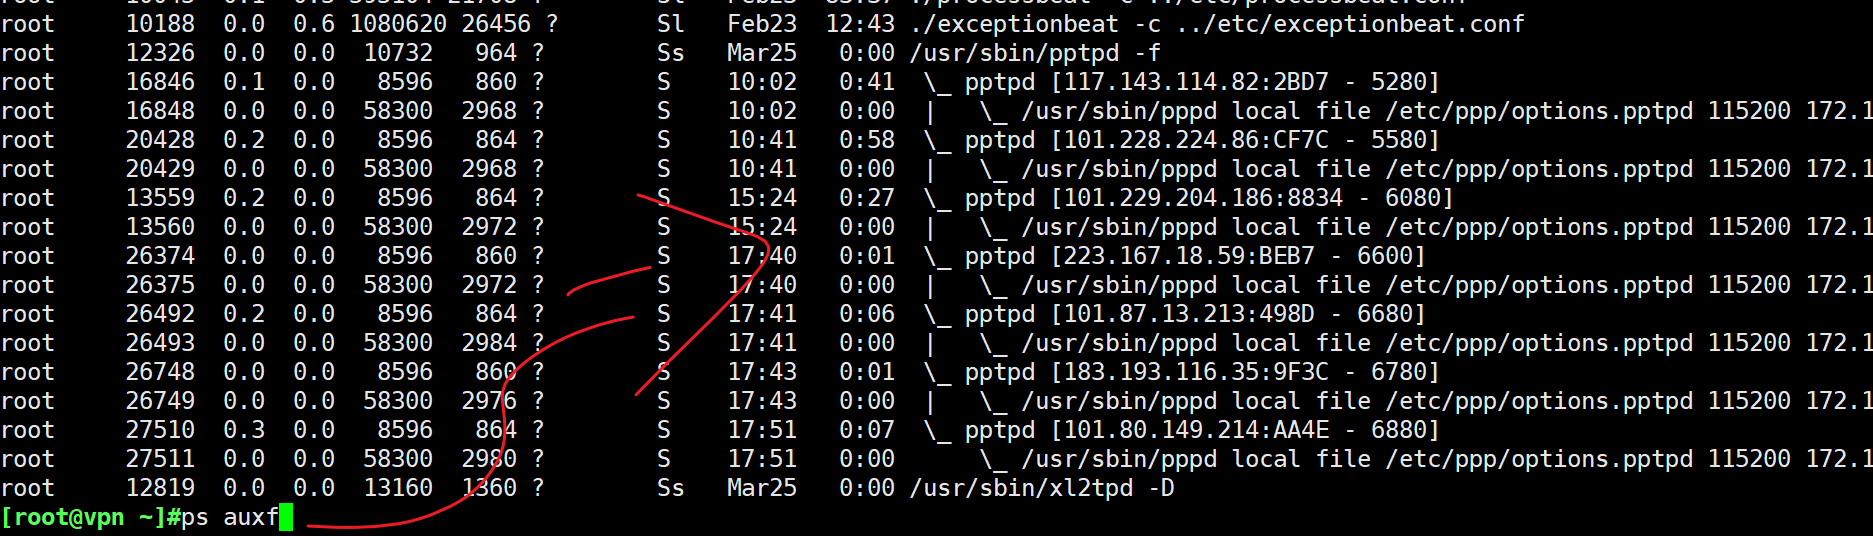 root     10188  0.0  0.6 1080620 26456 ?       Sl   Feb23  12:43 ./exceptionbeat -c ../etc/exceptionbeat.conf
root     12326  0.0  0.0  10732   964 ?        Ss   Mar25   0:00 /usr/sbin/pptpd -f
root     16846  0.1  0.0   8596   860 ?        S    10:02   0:41  \_ pptpd [117.143.114.82:2BD7 - 5280]
root     16848  0.0  0.0  58300  2968 ?        S    10:02   0:00  |   \_ /usr/sbin/pppd local file /etc/ppp/options.pptpd 115200 172.1
root     20428  0.2  0.0   8596   864 ?        S    10:41   0:58  \_ pptpd [101.228.224.86:CF7C - 5580]
root     20429  0.0  0.0  58300  2968 ?        S    10:41   0:00  |   \_ /usr/sbin/pppd local file /etc/ppp/options.pptpd 115200 172.1
root     13559  0.2  0.0   8596   864 ?        S    15:24   0:27  \_ pptpd [101.229.204.186:8834 - 6080]
root     13560  0.0  0.0  58300  2972 ?        S    15:24   0:00  |   \_ /usr/sbin/pppd local file /etc/ppp/options.pptpd 115200 172.1
root     26374  0.0  0.0   8596   860 ?        S    17:40   0:01  \_ pptpd [223.167.18.59:BEB7 - 6600]
root     26375  0.0  0.0  58300  2972 ?        S    17:40   0:00  |   \_ /usr/sbin/pppd local file /etc/ppp/options.pptpd 115200 172.1
root     26492  0.2  0.0   8596   864 ?        S    17:41   0:06  \_ pptpd [101.87.13.213:498D - 6680]
root     26493  0.0  0.0  58300  2984 ?        S    17:41   0:00  |   \_ /usr/sbin/pppd local file /etc/ppp/options.pptpd 115200 172.1
root     26748  0.0  0.0   8596   860 ?        S    17:43   0:01  \_ pptpd [183.193.116.35:9F3C - 6780]
root     26749  0.0  0.0  58300  2976 ?        S    17:43   0:00  |   \_ /usr/sbin/pppd local file /etc/ppp/options.pptpd 115200 172.1
root     27510  0.3  0.0   8596   864 ?        S    17:51   0:07  \_ pptpd [101.80.149.214:AA4E - 6880]
root     27511  0.0  0.0  58300  2980 ?        S    17:51   0:00      \_ /usr/sbin/pppd local file /etc/ppp/options.pptpd 115200 172.1
root     12819  0.0  0.0  13160  1360 ?        Ss   Mar25   0:00 /usr/sbin/xl2tpd -D
[root@vpn ~]#ps auxf